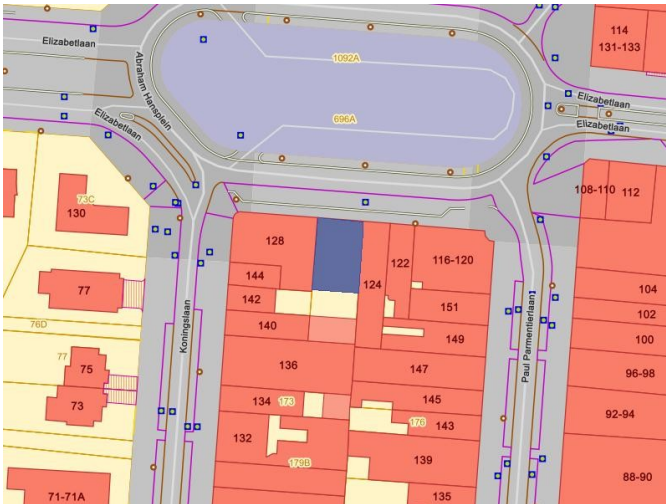 114
131-133
Elizabetlaan
1092A
Abraham Hansplein
Elizabetlaan
Elizabetlaan
696A
Elizabetlaan
73C
130
108-110
112
128
122
116-120
144
124
104
77
142
151
102
76D
140
149
100
Koningslaan
Paul Parmentierlaan
77
75
136
147
96-98
73
134
173
145
92-94
176
143
132
179B
139
88-90
71-71A
135